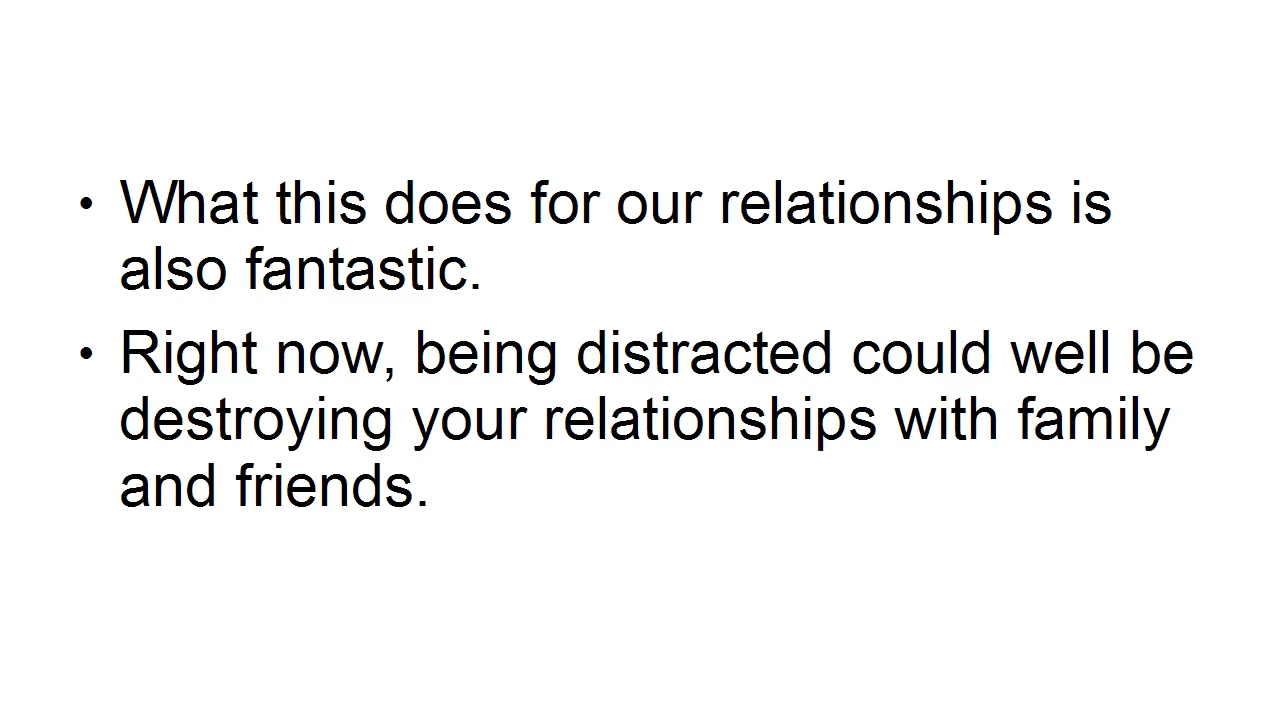 • What this does for our relationships is
also fantastic.
• Right now, being distracted could well be
destroying your relationships with family
and friends.